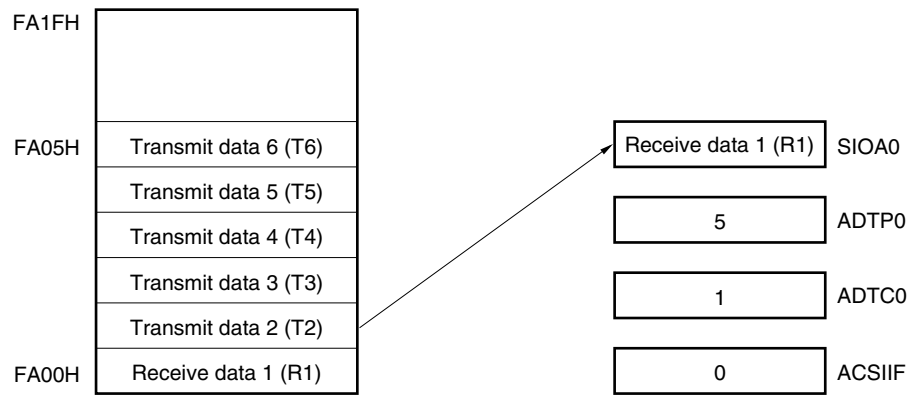 FA1FH
FA05H
Transmit data 6 (T6)
Receive data 1 (R1)
SIOA0
Transmit data 5 (T5)
Transmit data 4 (T4)
5
ADTP0
Transmit data 3 (T3)
1
ADTC0
Transmit data 2 (T2)
FA00H
Receive data 1 (R1)
0
ACSIIF